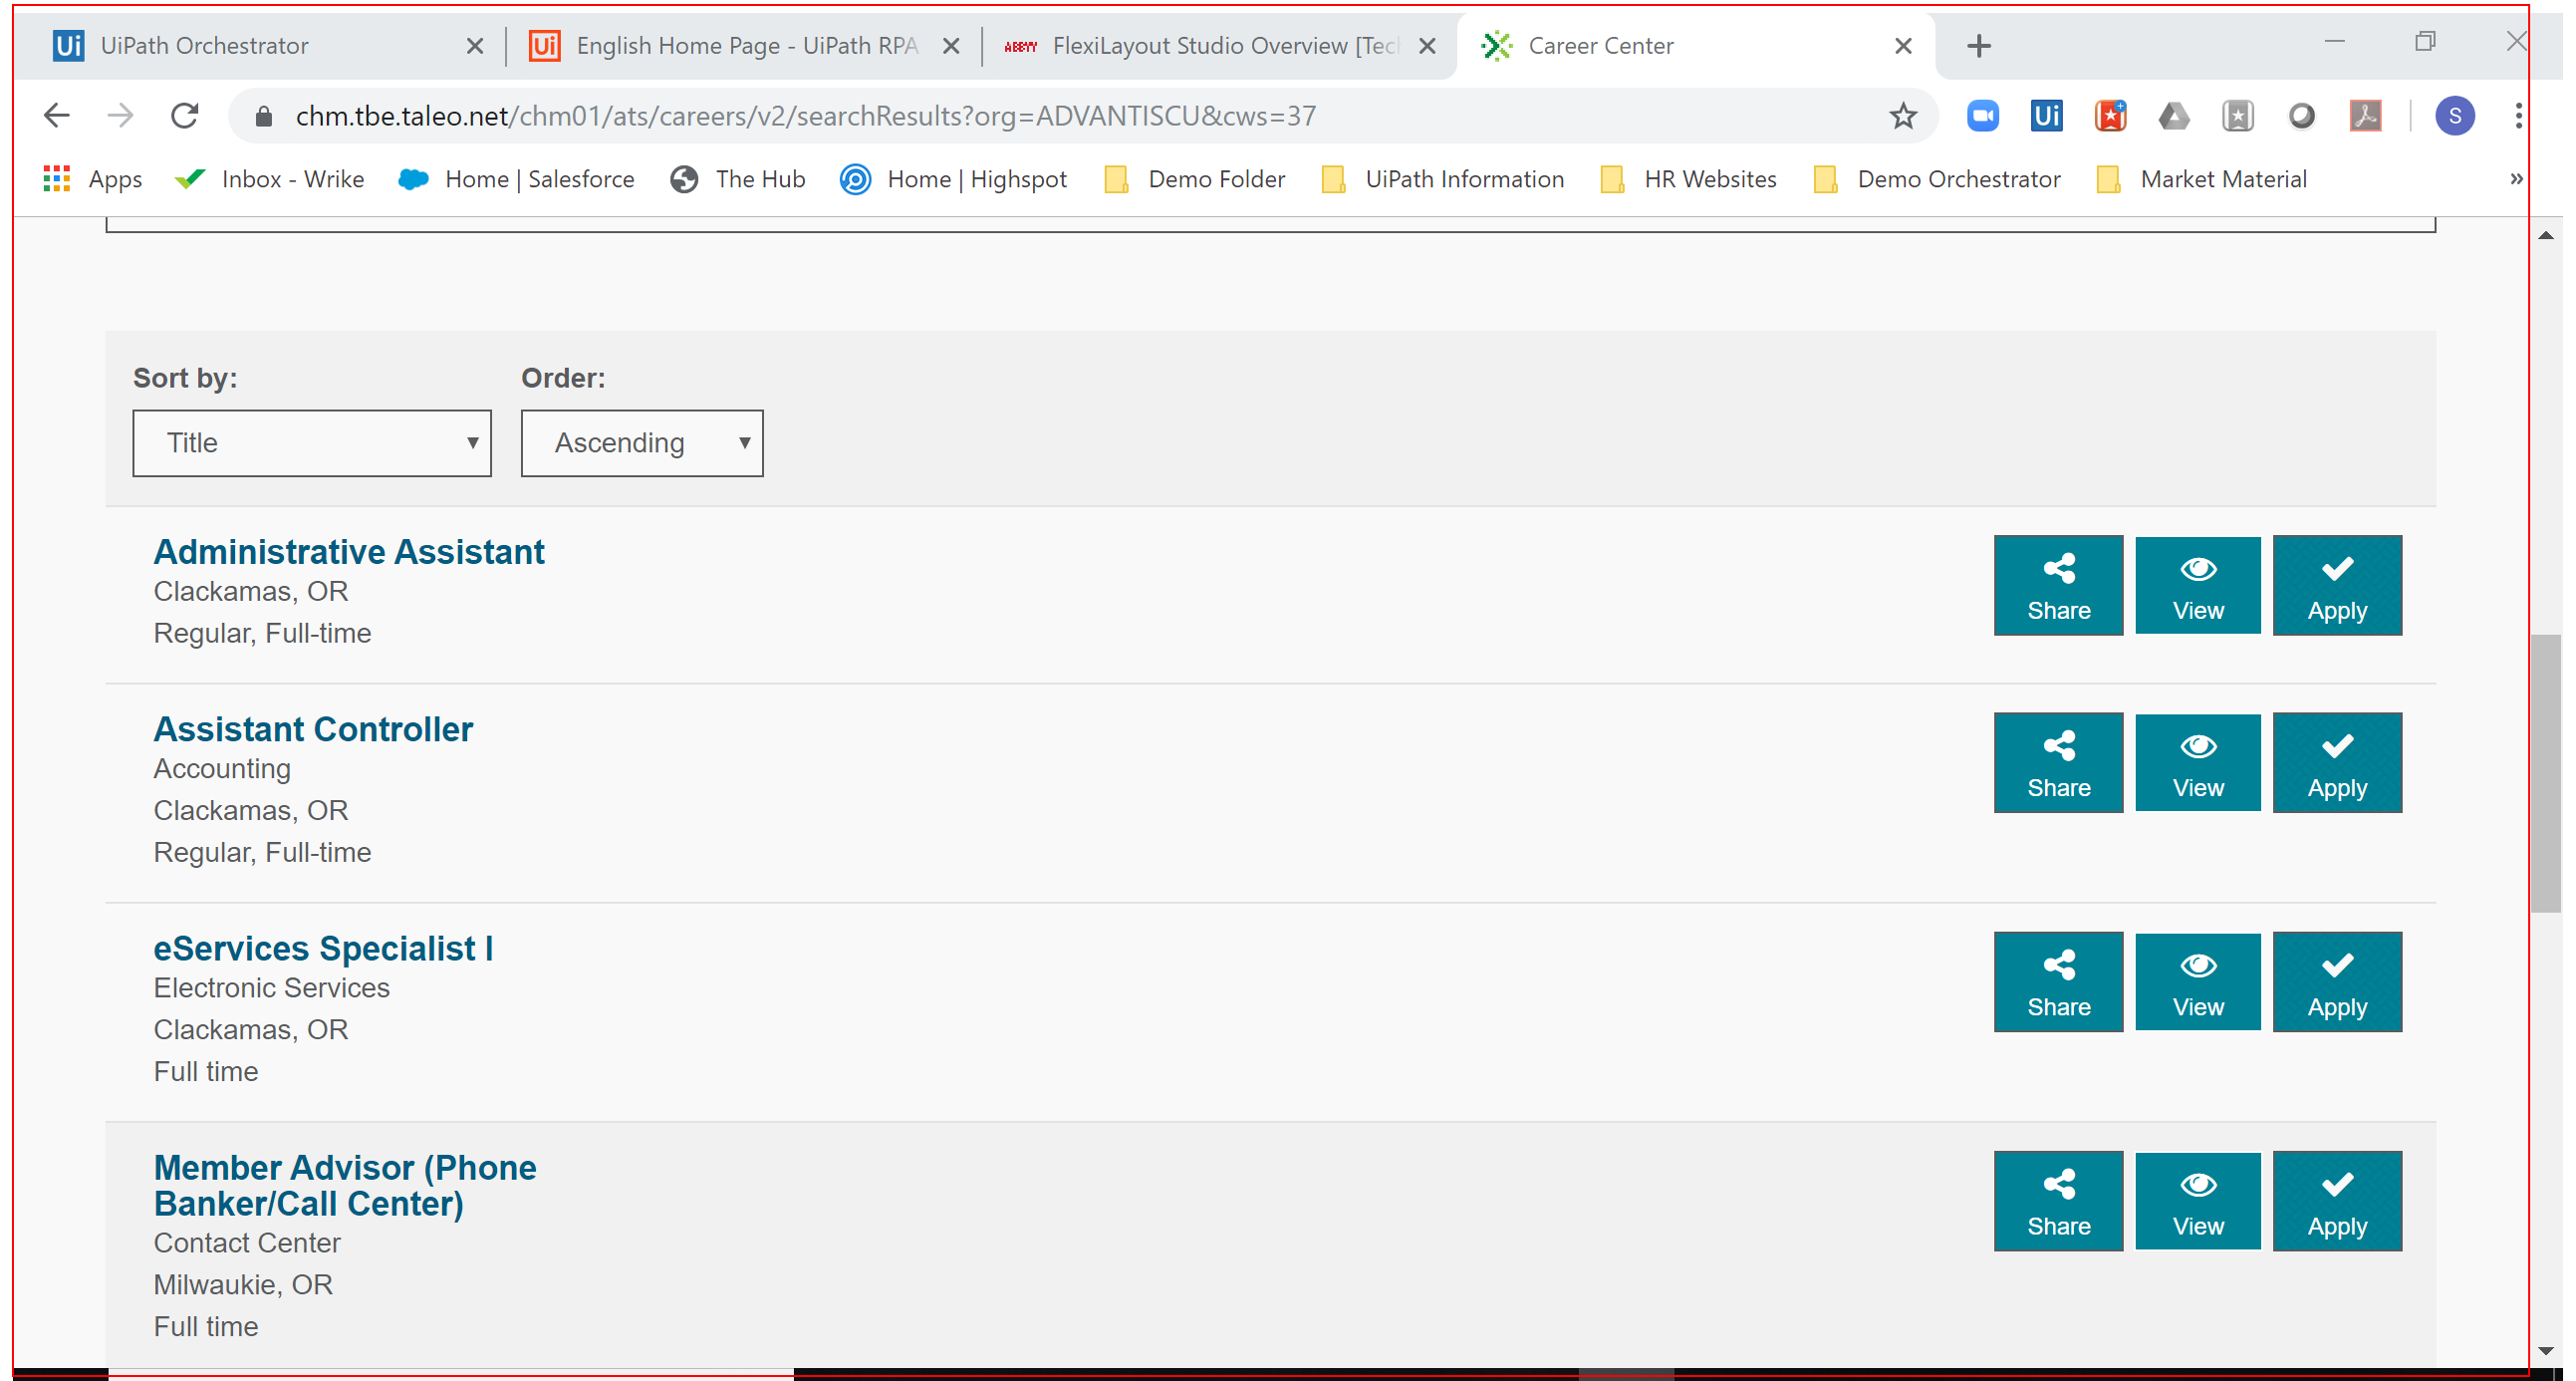 UiPath Orchestrator
English Home Page - UiPath RPA
ABBYY FlexiLayout Studio Overview [Tec
Career Center
chm.tbe.taleo.net/chm01/ats/careers/v2/searchResults?org=ADVANTISCU&cws=37
S
Apps
Inbox - Wrike
Home | Salesforce
The Hub
Home | Highspot
Demo Folder
UiPath Information
HR Websites
Demo Orchestrator
Market Material
»
Sort by:
Order:
Title
Ascending
Administrative Assistant
Clackamas, OR
Regular, Full-time
Share
View
Apply
Assistant Controller
Accounting
Clackamas, OR
Regular, Full-time
Share
View
Apply
eServices Specialist I
Electronic Services
Clackamas, OR
Full time
Share
View
Apply
Member Advisor (Phone
Banker/Call Center)
Contact Center
Milwaukie, OR
Full time
Share
View
Apply